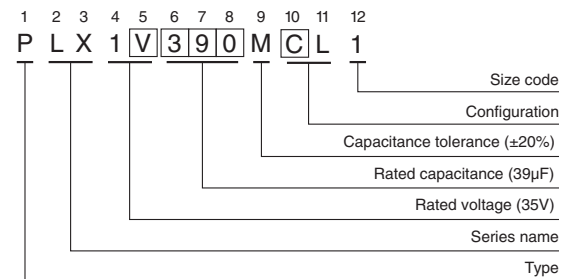 1 2 3 4 5 6 7 8 9 10 11 12
P L X 1 V 3 9 0 M C L 1
Size code
Configuration
Capacitance tolerance (±20%)
Rated capacitance (39µF)
Rated voltage (35V)
Series name
Type